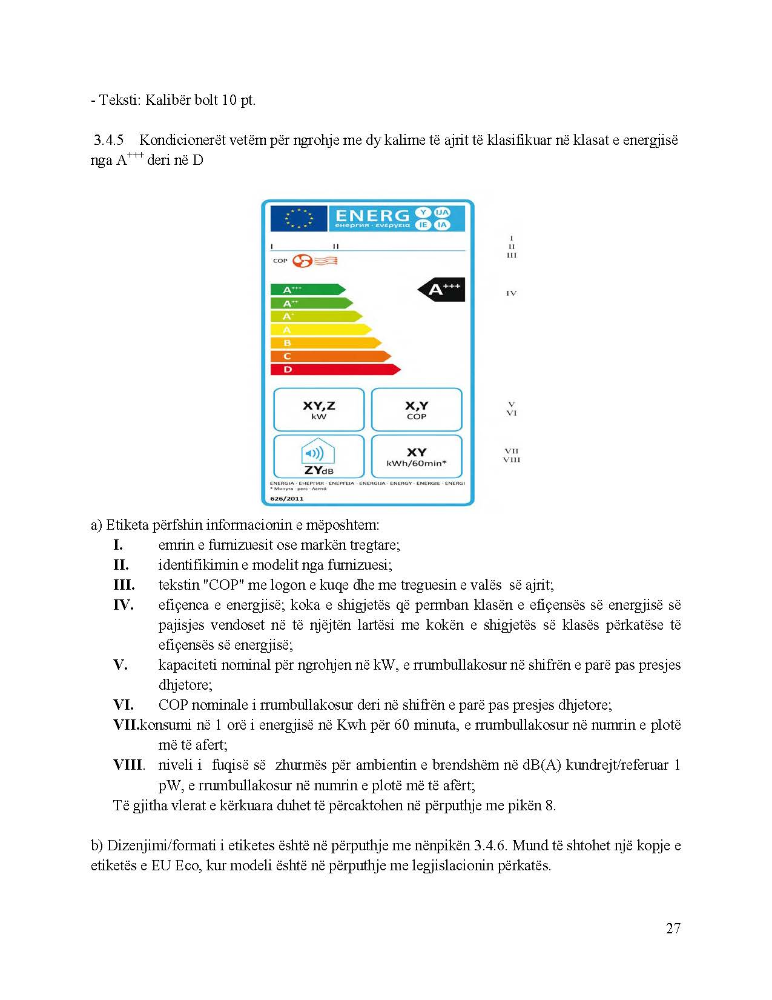 - Teksti: Kalibër bolt 10 pt.
3.4.5 Kondicionerët vetëm për ngrohje me dy kalime të ajrit të klasifikuar në klasat e energjisë
nga A+++ deri në D
ENERG Y IJA
енергия · ενεργεια IE IA
I II
COP
A+++
A+++
A++
A+
A
B
C
D
XY,Z
kW
X,Y
COP
ZYdB
XY
kWh/60min*
ENERGIA · ЕНЕРГИЯ · ΕΝΕΡΓΕΙΑ · ENERGIJA · ENERGY · ENERGIE · ENERGI
* Минута · perc · Λεπτά
626/2011
I
II
III
IV
V
VI
VII
VIII
a) Etiketa përfshin informacionin e mëposhtem:
I. emrin e furnizuesit ose markën tregtare;
II. identifikimin e modelit nga furnizuesi;
III. tekstin "COP" me logon e kuqe dhe me treguesin e valës së ajrit;
IV. efiçenca e energjisë; koka e shigjetës që permban klasën e efiçensës së energjisë së
pajisjes vendoset në të njëjtën lartësi me kokën e shigjetës së klasës përkatëse të
efiçensës së energjisë;
V. kapaciteti nominal për ngrohjen në kW, e rrumbullakosur në shifrën e parë pas presjes
dhjetore;
VI. COP nominale i rrumbullakosur deri në shifrën e parë pas presjes dhjetore;
VII.konsumi në 1 orë i energjisë në Kwh për 60 minuta, e rrumbullakosur në numrin e plotë
më të afert;
VIII. niveli i fuqisë së zhurmës për ambientin e brendshëm në dB(A) kundrejt/referuar 1
pW, e rrumbullakosur në numrin e plotë më të afërt;
Të gjitha vlerat e kërkuara duhet të përcaktohen në përputhje me pikën 8.
b) Dizenjimi/formati i etiketes është në përputhje me nënpikën 3.4.6. Mund të shtohet një kopje e
etiketës e EU Eco, kur modeli është në përputhje me legjislacionin përkatës.
27